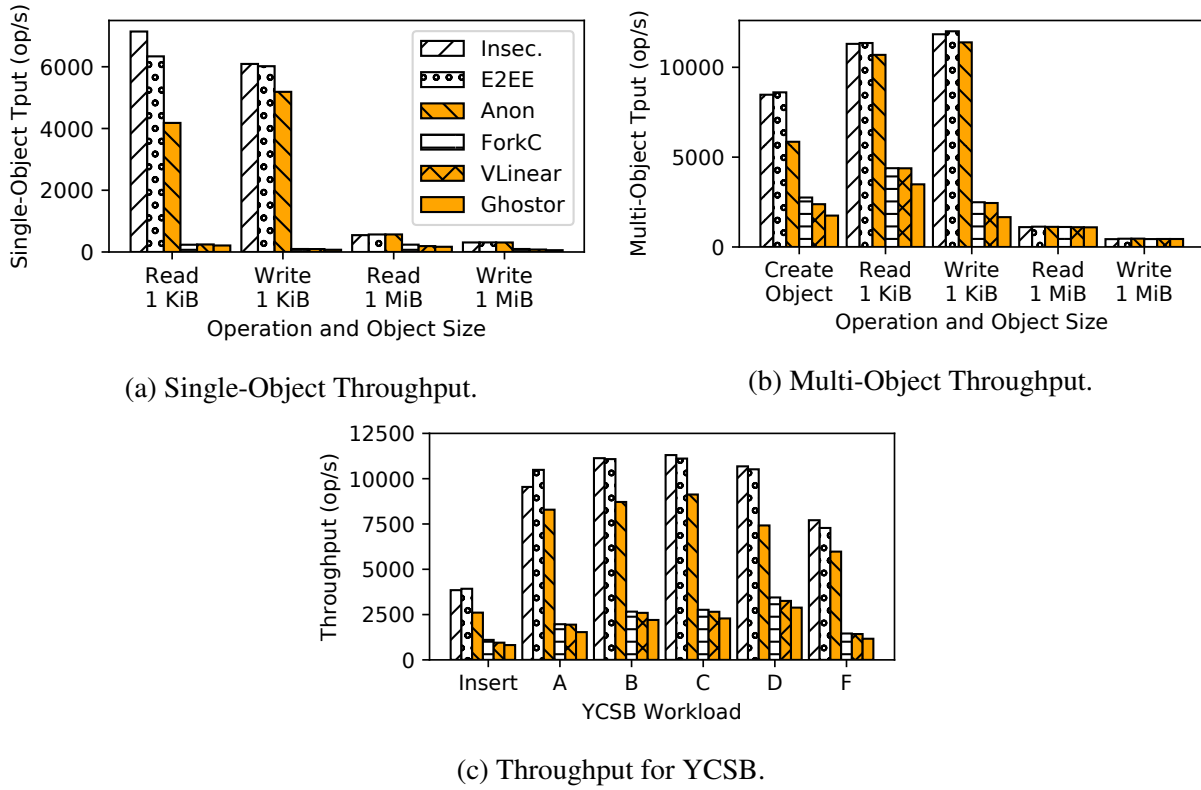 Single-Object Tput (op/s)
6000
4000
2000
0
Insec.
E2EE
Anon
ForkC
VLinear
Ghostor
Read
1 KiB
Write
1 KiB
Read
1 MiB
Write
1 MiB
Operation and Object Size
(a) Single-Object Throughput.
Multi-Object Tput (op/s)
10000
5000
0
Create
Object
Read
1 KiB
Write
1 KiB
Read
1 MiB
Write
1 MiB
Operation and Object Size
(b) Multi-Object Throughput.
Throughput (op/s)
12500
10000
7500
5000
2500
0
Insert
A
B
C
D
F
YCSB Workload
(c) Throughput for YCSB.